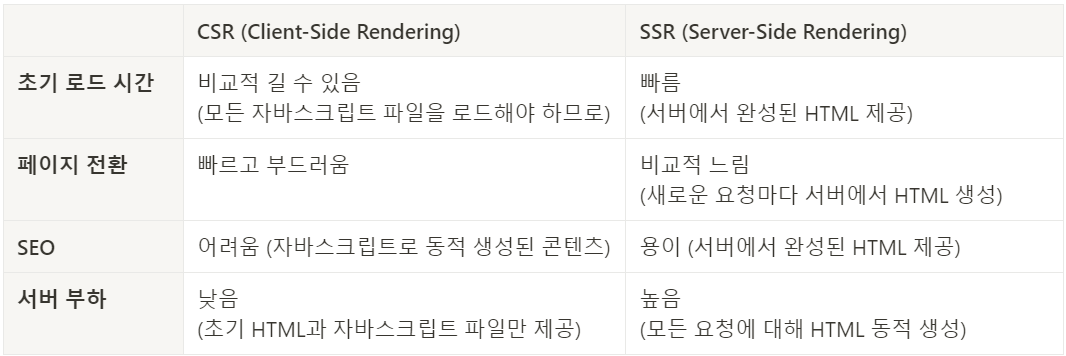 CSR (Client-Side Rendering) SSR (Server-Side Rendering)
초기 로드 시간 비교적 길 수 있음 빠름
(모든 자바스크립트 파일을 로드해야 하므로) (서버에서 완성된 HTML 제공)
페이지 전환 빠르고 부드러움 비교적 느림
(새로운 요청마다 서버에서 HTML 생성)
SEO 어려움 (자바스크립트로 동적 생성된 콘텐츠) 용이 (서버에서 완성된 HTML 제공)
서버 부하 낮음 높음
(초기 HTML과 자바스크립트 파일만 제공) (모든 요청에 대해 HTML 동적 생성)